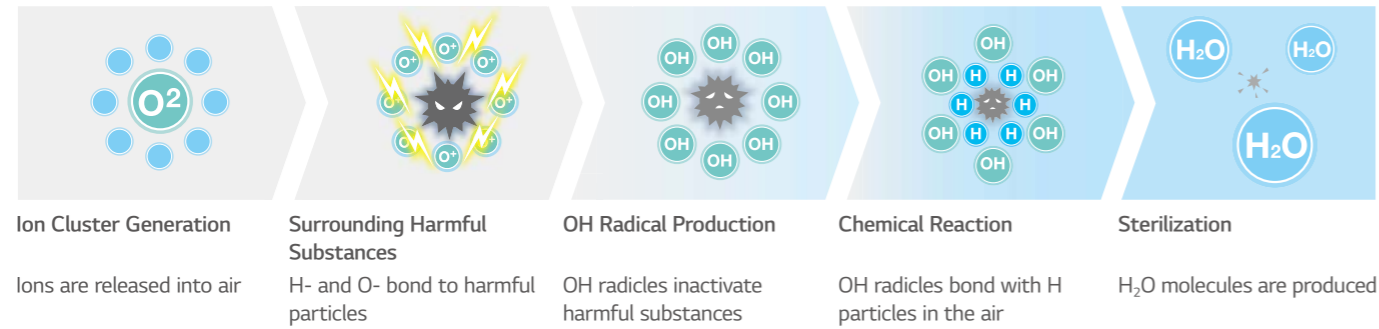 O²
O⁺ O⁺ O⁺ O⁺ O⁺ O⁺ O⁺ O⁺
OH OH OH OH OH OH OH OH
OH OH OH OH OH OH
H H H H H H
H₂O H₂O
H₂O
Ion Cluster Generation
Ions are released into air
Surrounding Harmful
Substances
H- and O- bond to harmful
particles
OH Radical Production
OH radicles inactivate
harmful substances
Chemical Reaction
OH radicles bond with H
particles in the air
Sterilization
H₂O molecules are produced